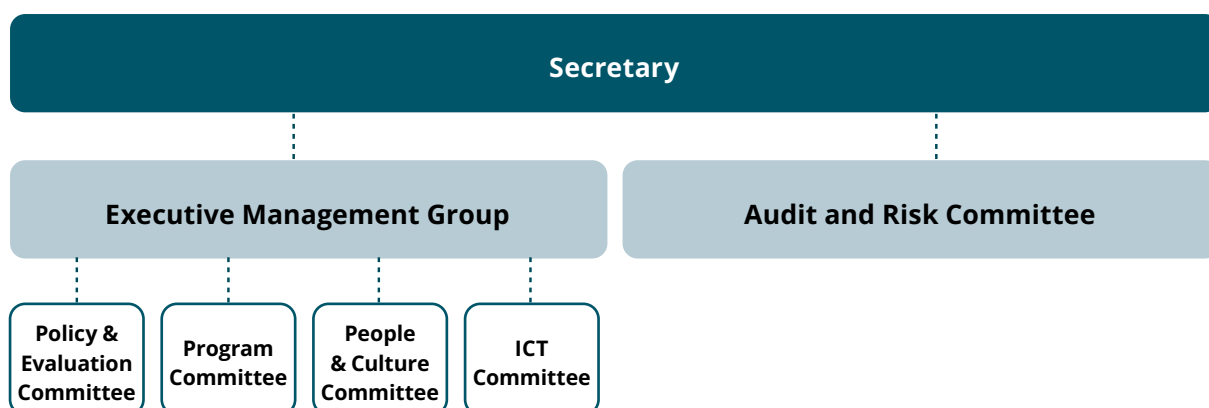 Secretary
Executive Management Group
Audit and Risk Committee
Policy &
Evaluation
Committee
Program
Committee
People
& Culture
Committee
ICT
Committee